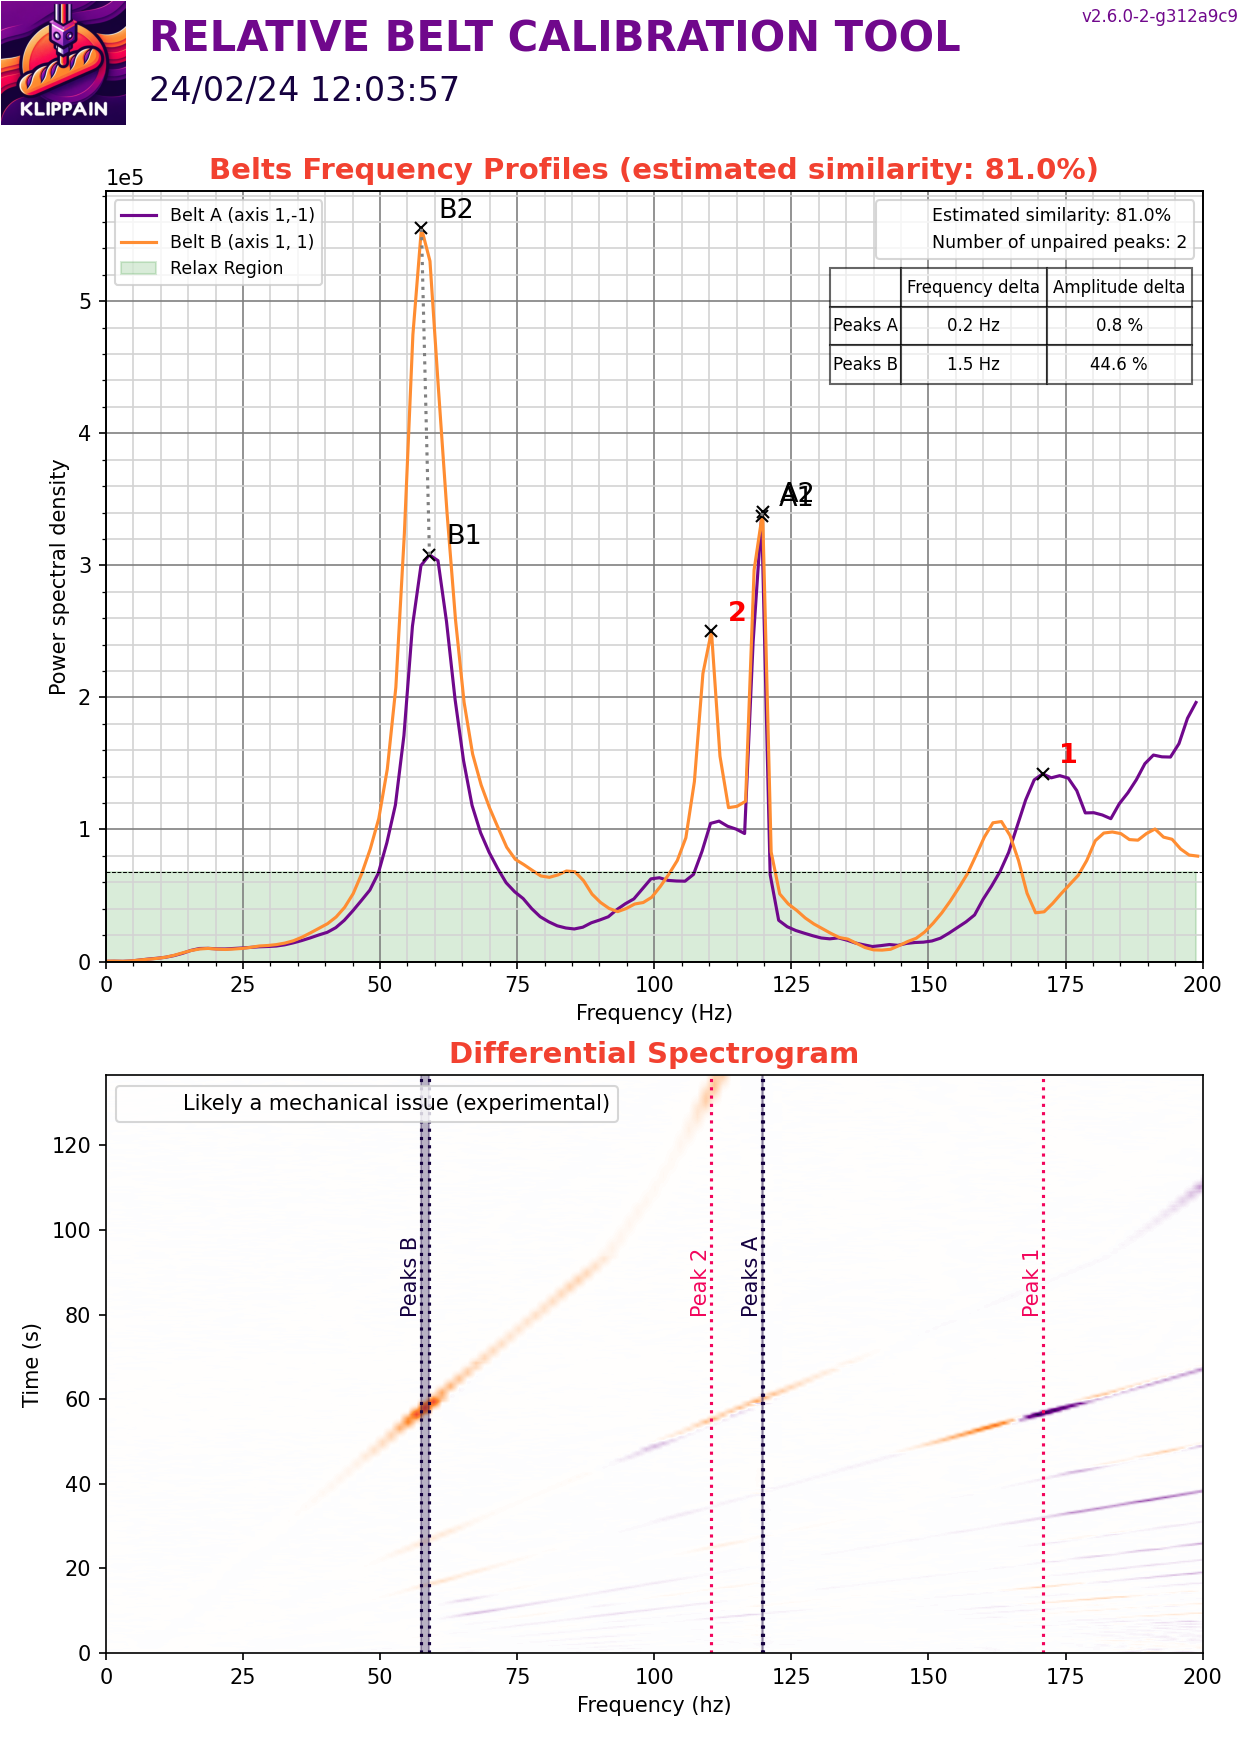 v2.6.0-2-g312a9c9
RELATIVE BELT CALIBRATION TOOL
24/02/24 12:03:57
KLIPPAIN
Belts Frequency Profiles (estimated similarity: 81.0%)
1e5
Belt A (axis 1,-1)
Belt B (axis 1, 1)
Relax Region
Estimated similarity: 81.0%
Number of unpaired peaks: 2
Frequency delta Amplitude delta
Peaks A 0.2 Hz 0.8 %
Peaks B 1.5 Hz 44.6 %
B2
B1
A2
A1
2
1
5
4
3
2
1
0
Power spectral density
0 25 50 75 100 125 150 175 200
Frequency (Hz)
Differential Spectrogram
Likely a mechanical issue (experimental)
Peaks B
Peak 2
Peaks A
Peak 1
120
100
80
60
40
20
0
Time (s)
0 25 50 75 100 125 150 175 200
Frequency (hz)